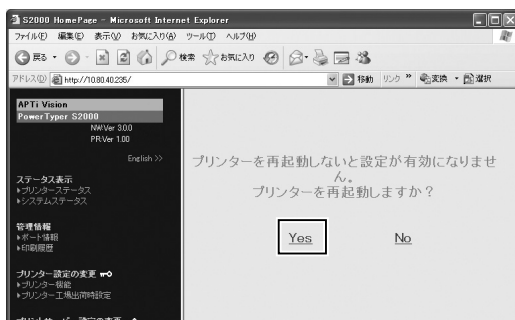 S2000 HomePage - Microsoft Internet Explorer
ファイル(F) 編集(E) 表示(V) お気に入り(A) ツール(T) ヘルプ(H)
戻る 検索 お気に入り
アドレス(D) http://10.80.40.235/ 移動 リンク » 変換 選択
APTi Vision
PowerTyper S2000
NW.Ver 3.0.0
PR.Ver 1.00
English >>
ステータス表示
プリンターステータス
システムステータス
管理情報
ポート情報
印刷履歴
プリンター設定の変更
プリンター機能
プリンター工場出荷時設定
プリンターを再起動しないと設定が有効になりませ
ん。
プリンターを再起動しますか？
Yes No